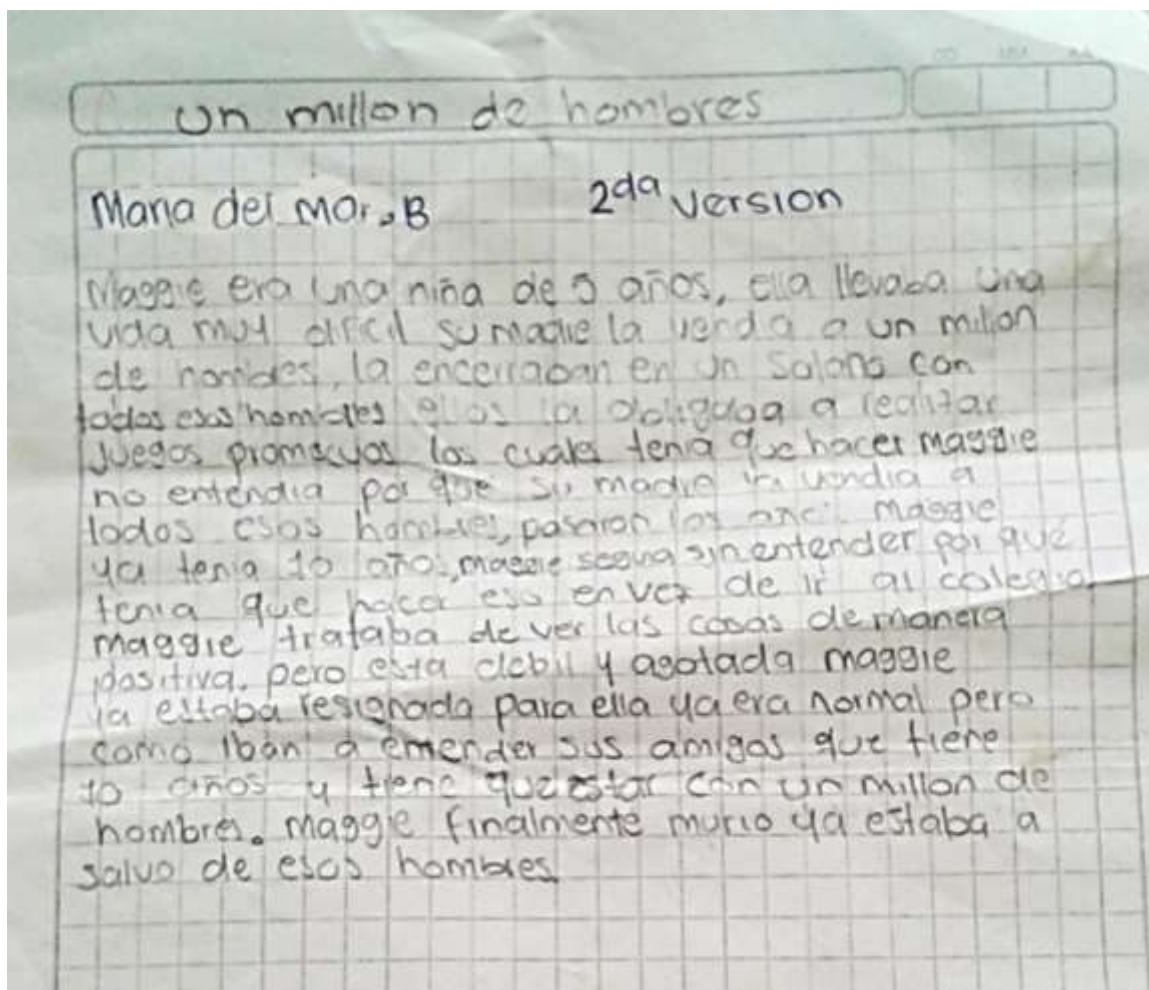 un millon de hombres
Maria del mar. B 2da version
Maggie era una niña de 5 años, ella llevaba una
vida muy dificil su madre la vendia a un millon
de hombres, la encerraban en un con
todos esos hombres ellos la a realizar
Juegos promiscuos los cuales tenia que hacer maggie
no entendia por que su madre la vendia a
todos esos hombres, pasaron los años maggie
ya tenia 10 año, maggie seguia sin entender por que
tenia que hacer eso en vez de ir al colegio
maggie trataba de ver las cosas de manera
positiva. pero esta debil y agotada maggie
ya estaba resignada para ella ya era normal pero
como iban a emender sus amigas que tiene
10 años y tiene que estar con un millon de
hombres. Maggie finalmente murio ya estaba a
salvo de esos hombres